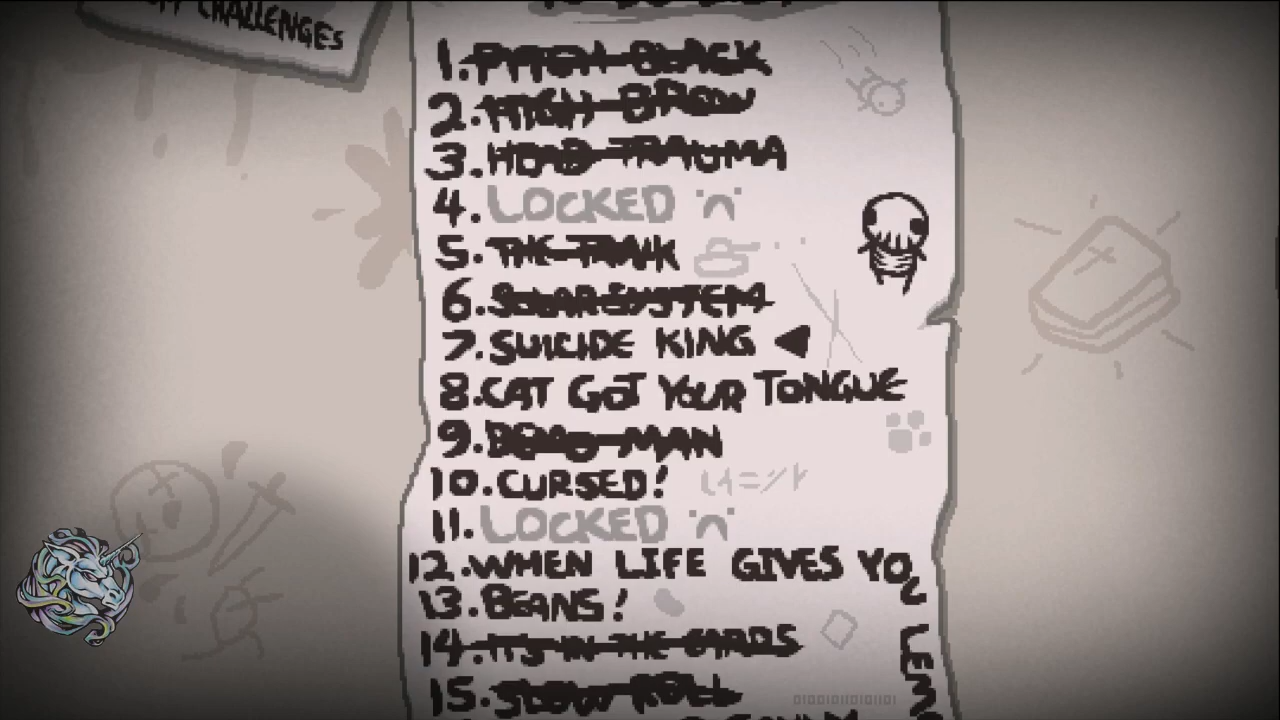 CHALLENGES
1. PITCH BLACK
2. HIGH BROW
3. HEAD TRAUMA
4. LOCKED
5. THE TANK
6. SOLAR SYSTEM
7. SUICIDE KING
8. CAT GOT YOUR TONGUE
9. DEMO MAN
10. CURSED!
11. LOCKED
12. WHEN LIFE GIVES YOU LEM
13. BEANS!
14. IT'S IN THE CARDS
15. SLOW ROLL
010010110101101